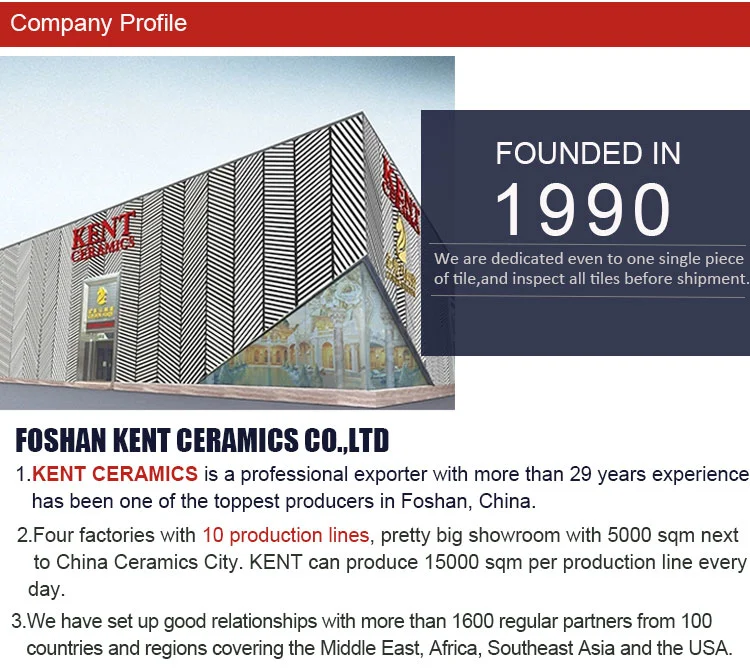 Company Profile
KENT
CERAMICS
KENT
FOUNDED IN
1990
We are dedicated even to one single piece
of tile,and inspect all tiles before shipment.
FOSHAN KENT CERAMICS CO.,LTD
1.KENT CERAMICS is a professional exporter with more than 29 years experience
has been one of the toppest producers in Foshan, China.
2.Four factories with 10 production lines, pretty big showroom with 5000 sqm next
to China Ceramics City. KENT can produce 15000 sqm per production line every
day.
3.We have set up good relationships with more than 1600 regular partners from 100
countries and regions covering the Middle East, Africa, Southeast Asia and the USA.